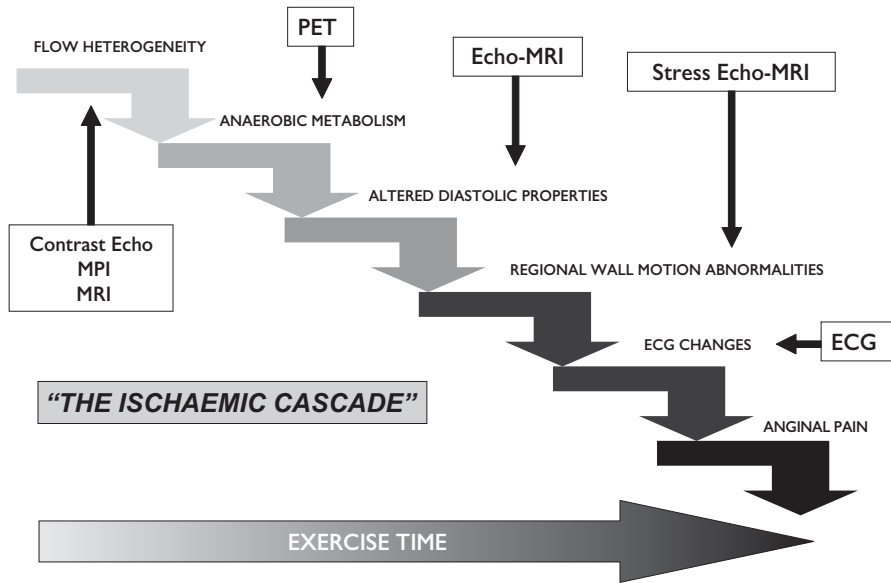 PET
FLOW HETEROGENEITY
Echo-MRI
Stress Echo-MRI
ANAEROBIC METABOLISM
ALTERED DIASTOLIC PROPERTIES
Contrast Echo
MPI
MRI
REGIONAL WALL MOTION ABNORMALITIES
ECG CHANGES
ECG
“THE ISCHAEMIC CASCADE”
ANGINAL PAIN
EXERCISE TIME